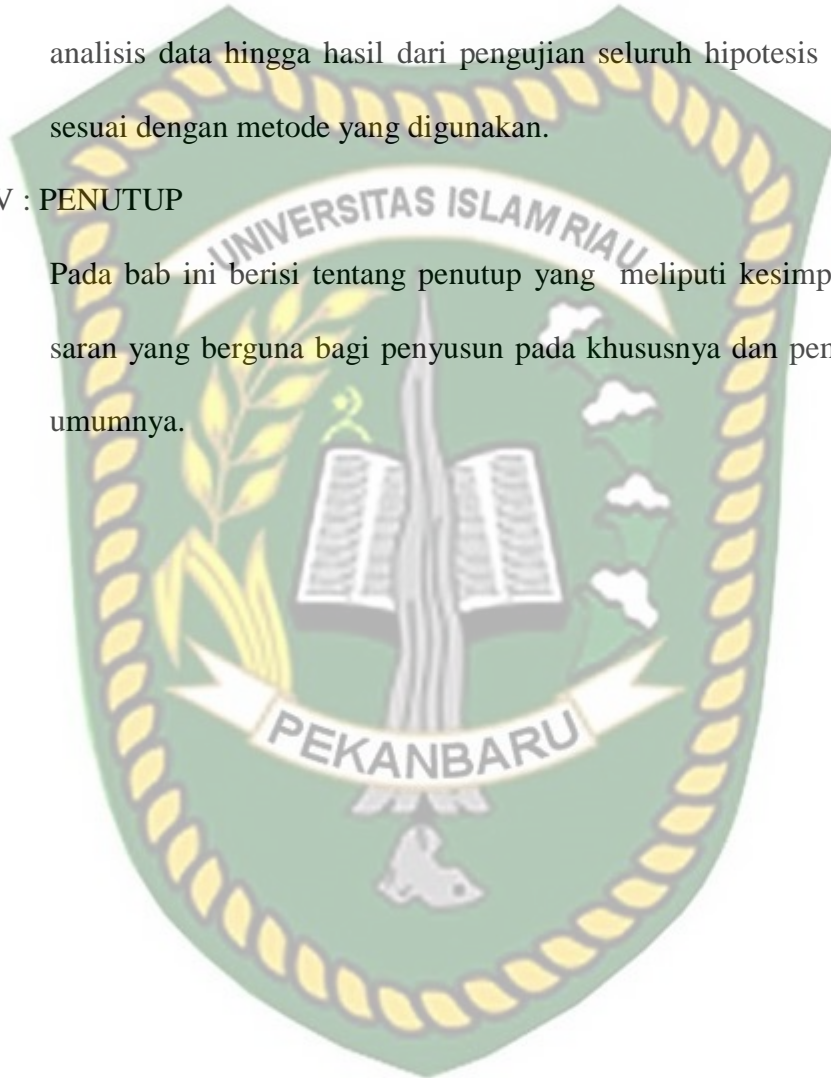 analisis data hingga hasil dari pengujian seluruh hipotesis
sesuai dengan metode yang digunakan.
V : PENUTUP
UNIVERSITAS ISLAM RIAU
Pada bab ini berisi tentang penutup yang meliputi kesimp
saran yang berguna bagi penyusun pada khususnya dan pen
umumnya.
PEKANBARU